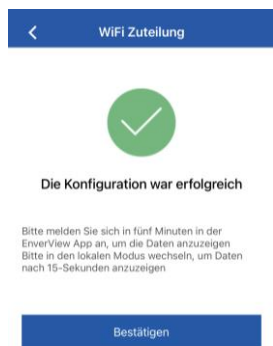 WiFi Zuteilung
Die Konfiguration war erfolgreich
Bitte melden Sie sich in fünf Minuten in der
EnverView App an, um die Daten anzuzeigen
Bitte in den lokalen Modus wechseln, um Daten
nach 15-Sekunden anzuzeigen
Bestätigen